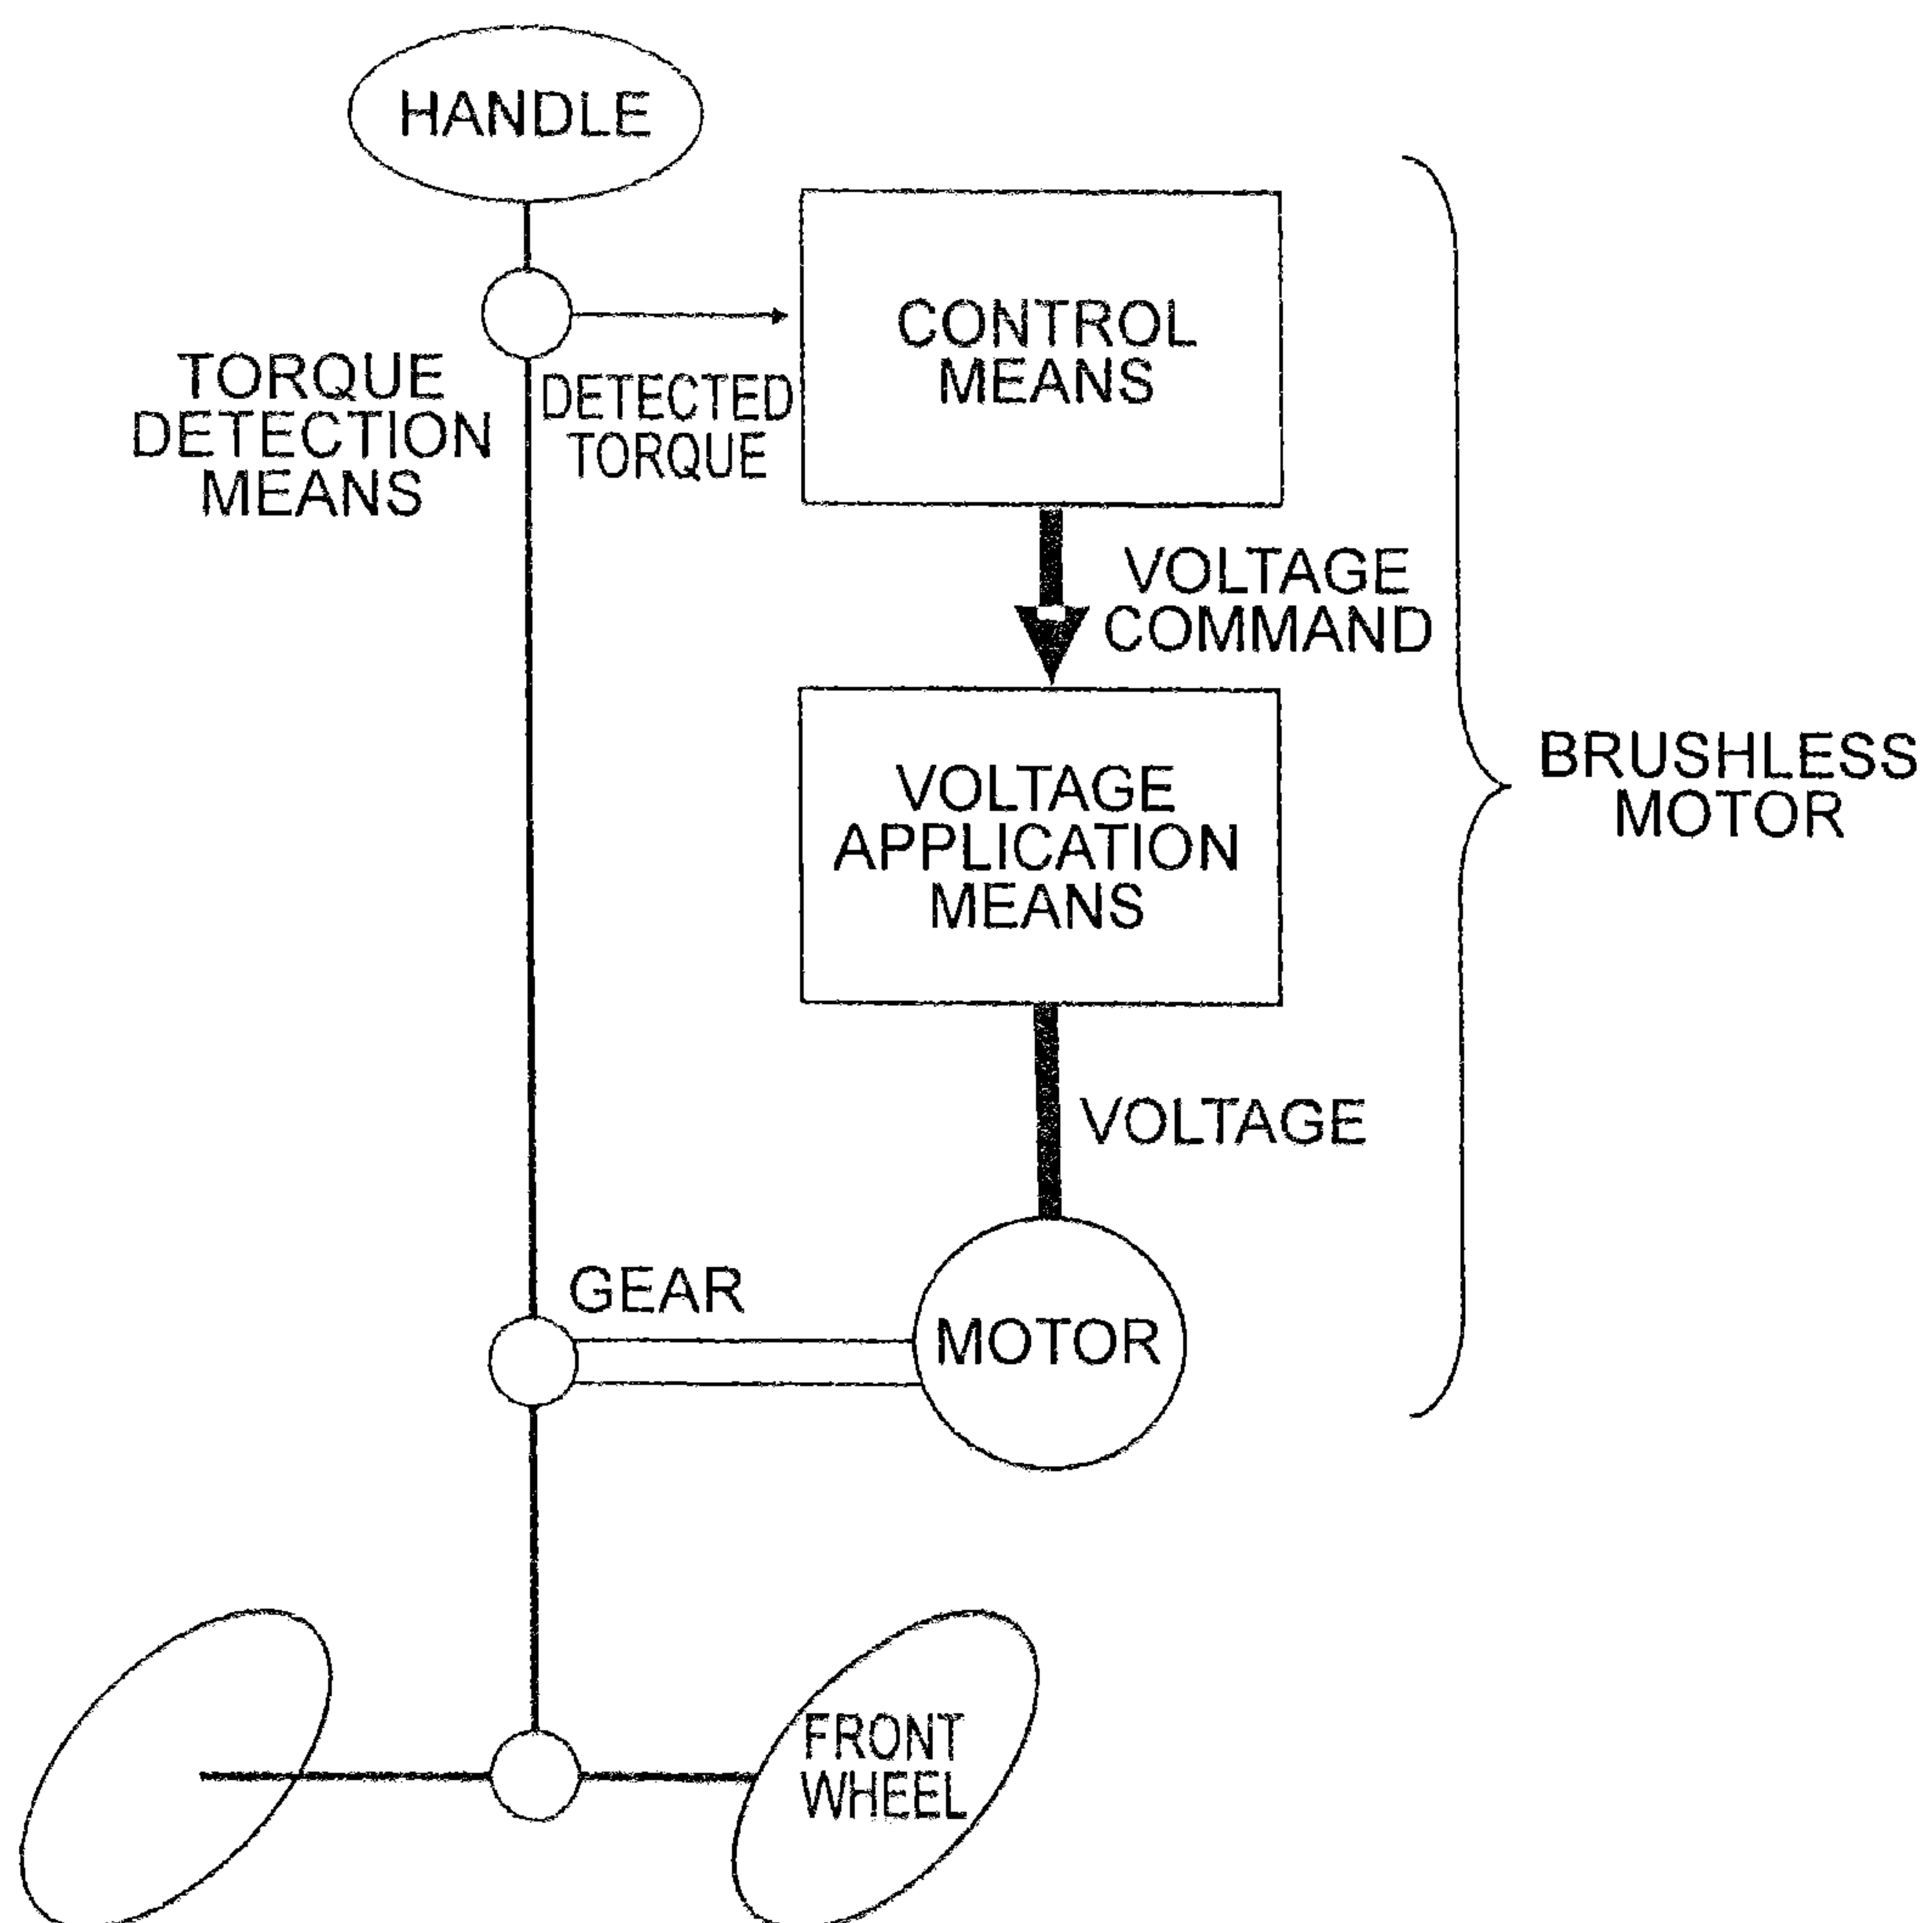 HANDLE
TORQUE
DETECTION
MEANS
DETECTED
TORQUE
CONTROL
MEANS
VOLTAGE
COMMAND
VOLTAGE
APPLICATION
MEANS
BRUSHLESS
MOTOR
VOLTAGE
GEAR
MOTOR
FRONT
WHEEL